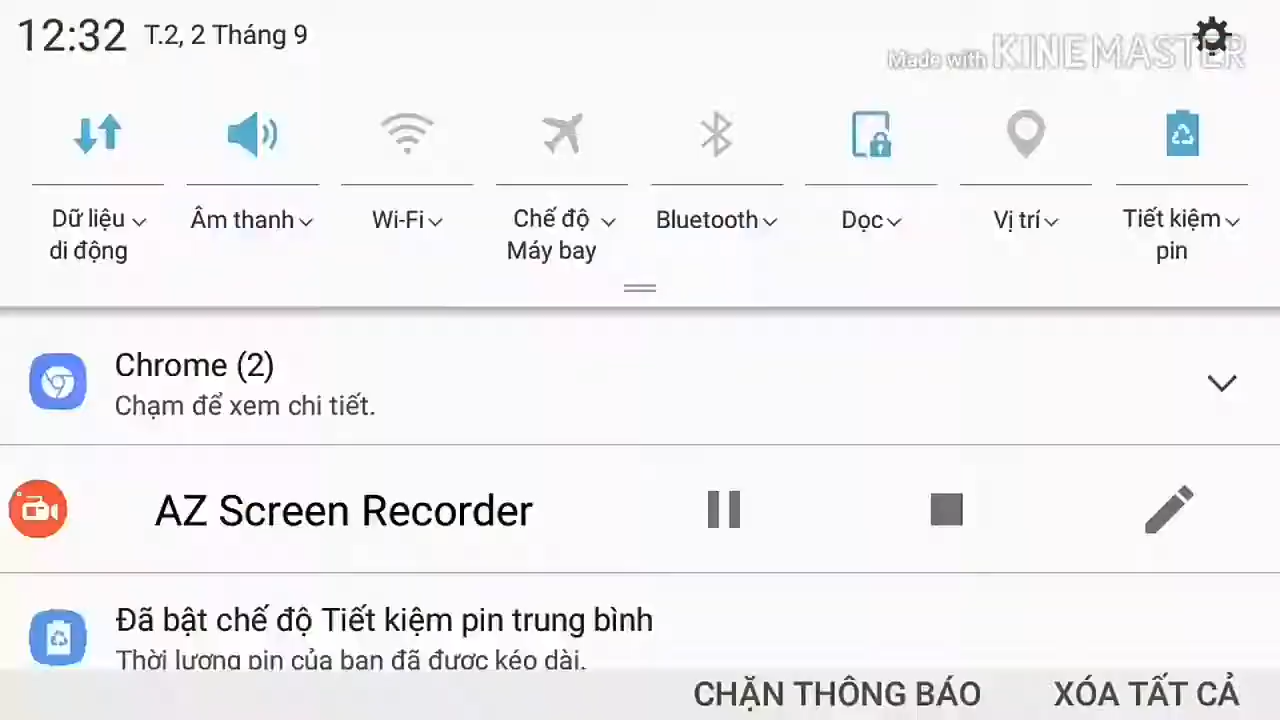 12:32 T.2, 2 Tháng 9
Made with KINEMASTER
Dữ liệu di động
Âm thanh
Wi-Fi
Chế độ Máy bay
Bluetooth
Dọc
Vị trí
Tiết kiệm pin
Chrome (2)
Chạm để xem chi tiết.
AZ Screen Recorder
Đã bật chế độ Tiết kiệm pin trung bình
Thời lượng pin của bạn đã được kéo dài.
CHẶN THÔNG BÁO
XÓA TẤT CẢ